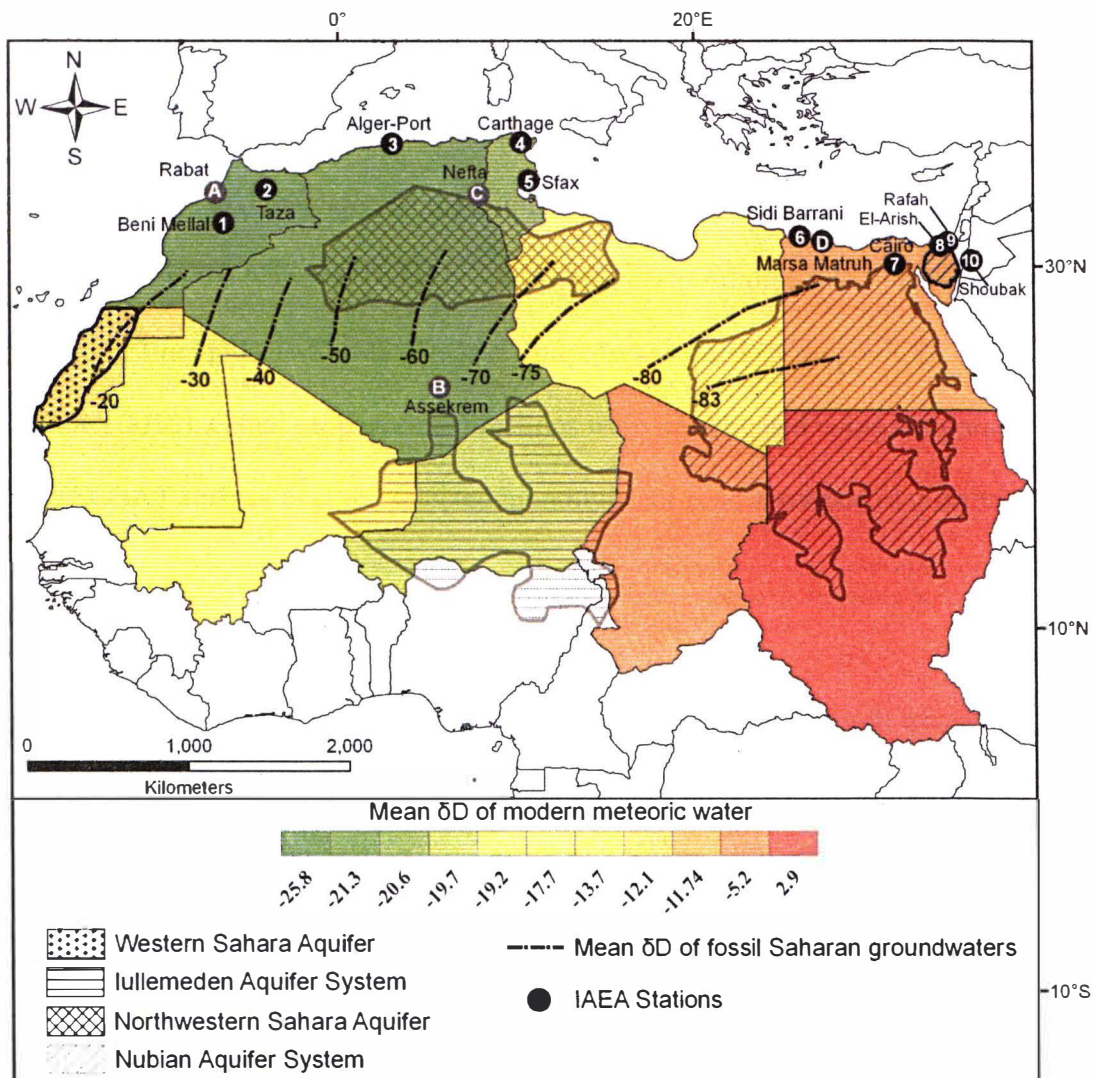 0°
20°E
N
W E
S
Alger-Port
3
Carthage
4
Rabat
A
2
Taza
Nefta
C
5
Sfax
Beni Mellal
1
Sidi Barrani
6
D
Marsa Matruh
Cairo
7
Rafah
El-Arish
8
9
10
Shoubak
30°N
-20
-30
-40
-50
-60
-70
-75
-80
-83
B
Assekrem
10°N
0
1,000
2,000
Kilometers
Mean δD of modern meteoric water
-25.8
-21.3
-20.6
-19.7
-19.2
-17.7
-13.7
-12.1
-11.74
-5.2
2.9
Western Sahara Aquifer
Iullemeden Aquifer System
Northwestern Sahara Aquifer
Nubian Aquifer System
Mean δD of fossil Saharan groundwaters
IAEA Stations
10°S